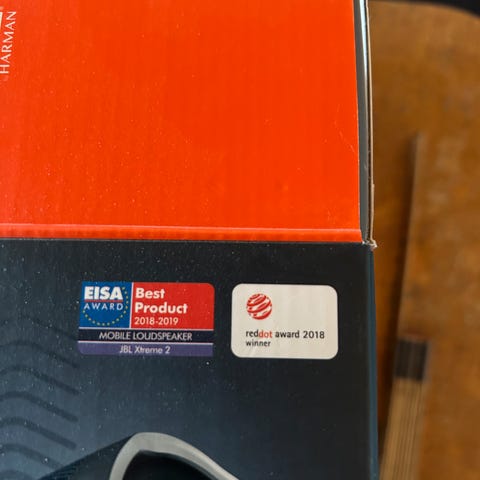 HARMAN
EISA
AWARD
Best
Product
2018-2019
MOBILE LOUDSPEAKER
JBL Xtreme 2
reddot award 2018
winner